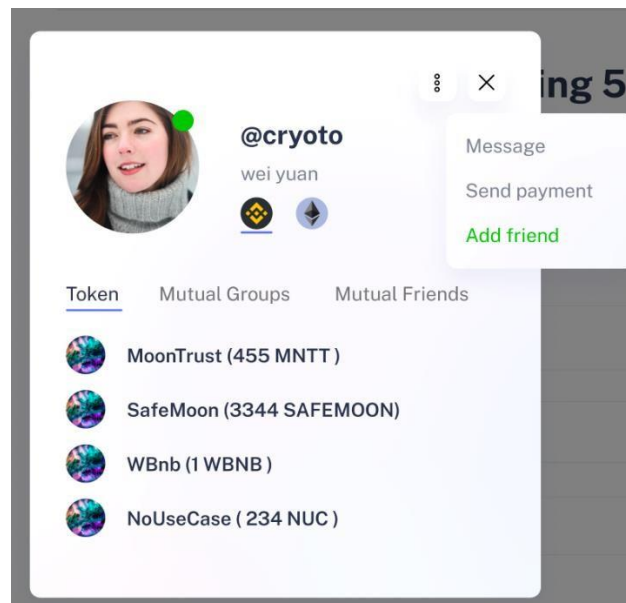 ing 5
@cryoto
wei yuan
Message
Send payment
Add friend
Token Mutual Groups Mutual Friends
MoonTrust (455 MNTT )
SafeMoon (3344 SAFEMOON)
WBnb (1 WBNB )
NoUseCase ( 234 NUC )